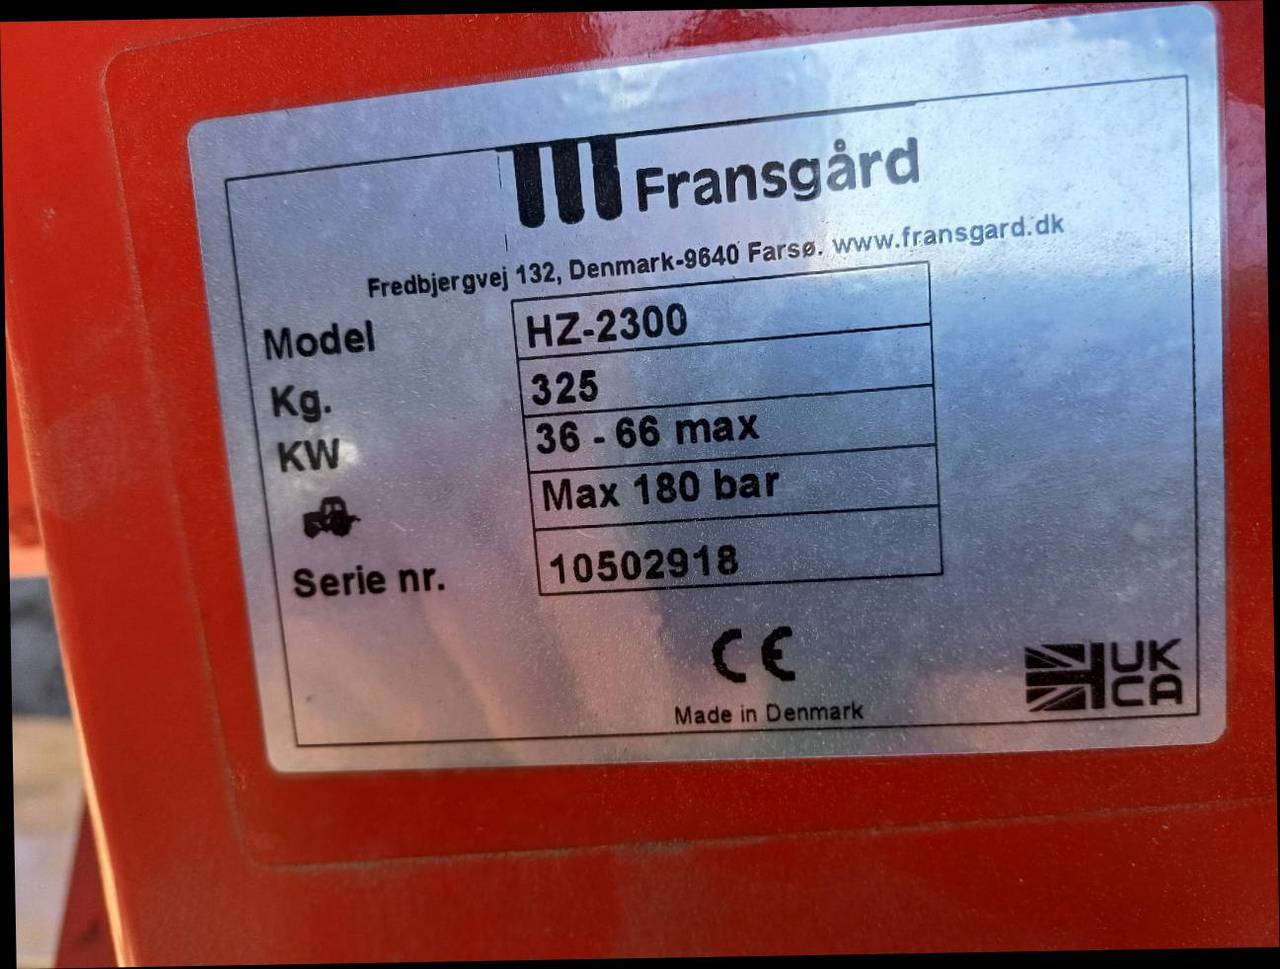 Fransgård
Fredbjergvej 132, Denmark-9640 Farsø. www.fransgard.dk
Model HZ-2300
Kg. 325
KW 36 - 66 max
Max 180 bar
Serie nr. 10502918
CE
UK
CA
Made in Denmark